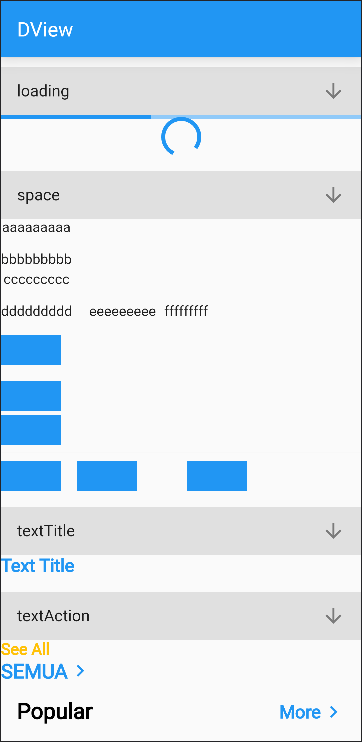 DView
loading
space
aaaaaaaaa
bbbbbbbbb
ccccccccc
ddddddddd eeeeeeeee fffffffff
textTitle
Text Title
textAction
See All
SEMUA
Popular More